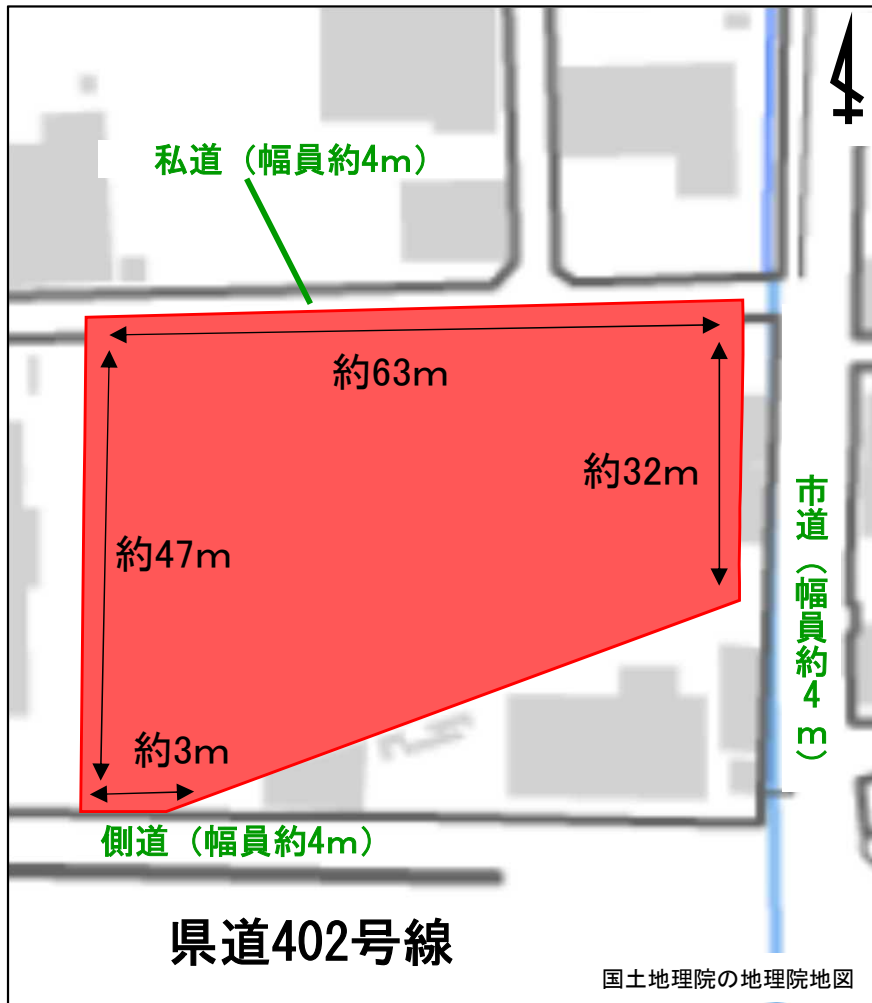 私道（幅員約4m）
約63m
約32m
約47m
市道（幅員約4m）
約3m
側道（幅員約4m）
県道402号線
国土地理院の地理院地図